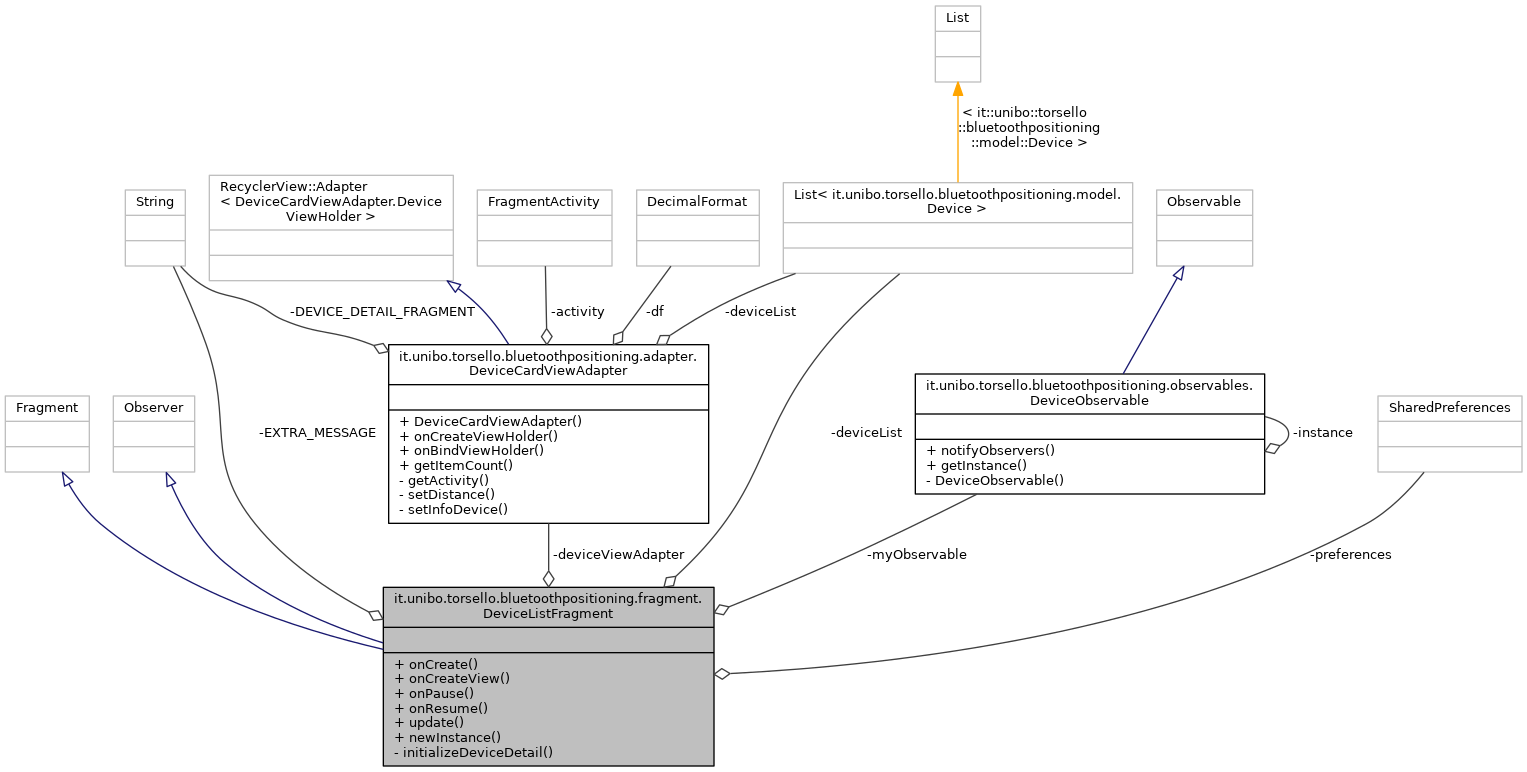 List
< it::unibo::torsello
::bluetoothpositioning
::model::Device >
String
RecyclerView::Adapter
< DeviceCardViewAdapter.Device
ViewHolder >
FragmentActivity
DecimalFormat
List< it.unibo.torsello.bluetoothpositioning.model.
Device >
Observable
-DEVICE_DETAIL_FRAGMENT
-activity
-df
-deviceList
Fragment
Observer
-EXTRA_MESSAGE
it.unibo.torsello.bluetoothpositioning.adapter.
DeviceCardViewAdapter
+ DeviceCardViewAdapter()
+ onCreateViewHolder()
+ onBindViewHolder()
+ getItemCount()
- getActivity()
- setDistance()
- setInfoDevice()
-deviceList
it.unibo.torsello.bluetoothpositioning.observables.
DeviceObservable
+ notifyObservers()
+ getInstance()
- DeviceObservable()
-instance
SharedPreferences
-deviceViewAdapter
-myObservable
-preferences
it.unibo.torsello.bluetoothpositioning.fragment.
DeviceListFragment
+ onCreate()
+ onCreateView()
+ onPause()
+ onResume()
+ update()
+ newInstance()
- initializeDeviceDetail()